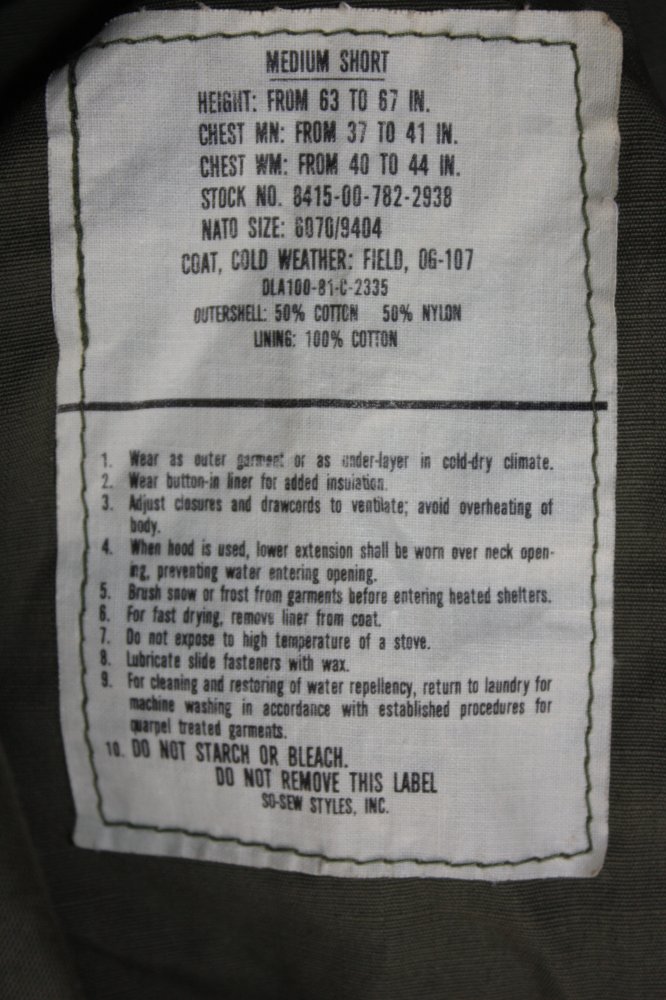 MEDIUM SHORT
HEIGHT: FROM 63 TO 67 IN.
CHEST MN: FROM 37 TO 41 IN.
CHEST WM: FROM 40 TO 44 IN.
STOCK NO. 8415-00-782-2938
NATO SIZE: 6070/9404
COAT, COLD WEATHER: FIELD, OG-107
DLA100-81-C-2335
OUTERSHELL: 50% COTTON 50% NYLON
LINING: 100% COTTON
1. Wear as outer garment or as under-layer in cold-dry climate.
2. Wear button-in liner for added insulation.
3. Adjust closures and drawcords to ventilate; avoid overheating of
body.
4. When hood is used, lower extension shall be worn over neck open-
ing, preventing water entering opening.
5. Brush snow or frost from garments before entering heated shelters.
6. For fast drying, remove liner from coat.
7. Do not expose to high temperature of a stove.
8. Lubricate slide fasteners with wax.
9. For cleaning and restoring of water repellency, return to laundry for
machine washing in accordance with established procedures for
quarpel treated garments.
10. DO NOT STARCH OR BLEACH.
DO NOT REMOVE THIS LABEL
SO-SEW STYLES, INC.